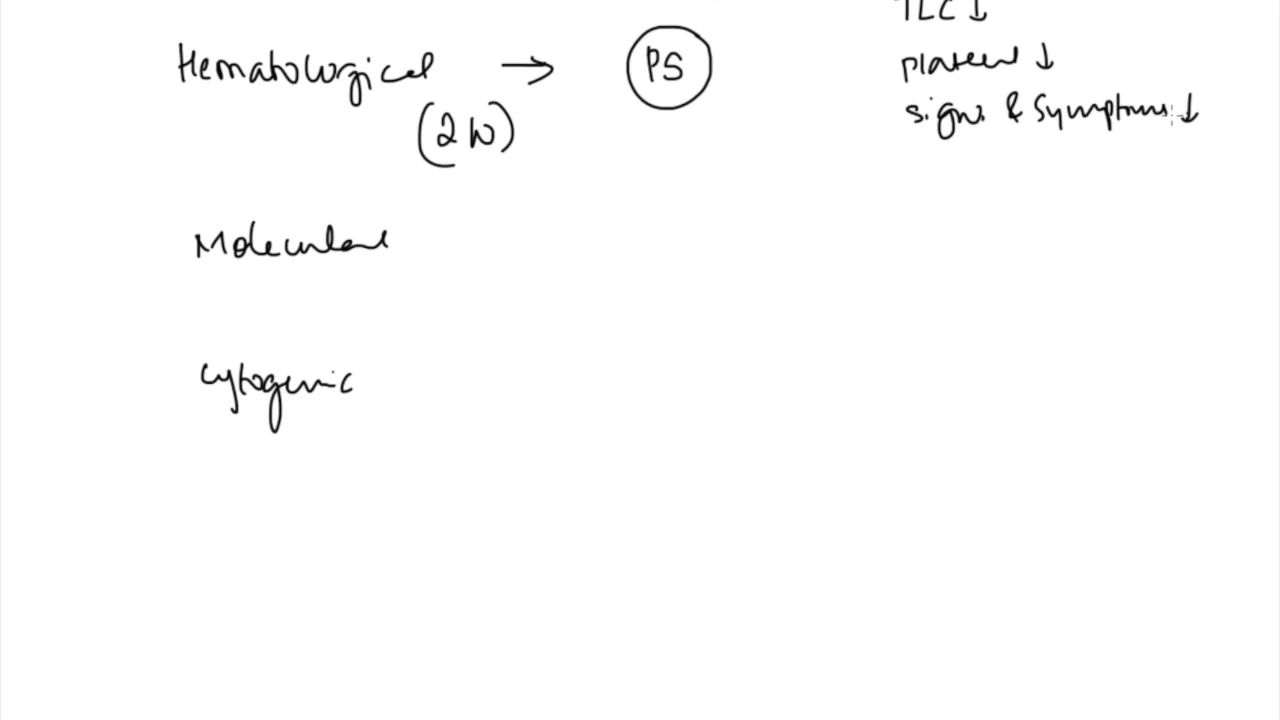 TLC ↓
Hematological → PS
platelet ↓
signs & symptoms ↓
(2 W)
Molecular
Cytogenic